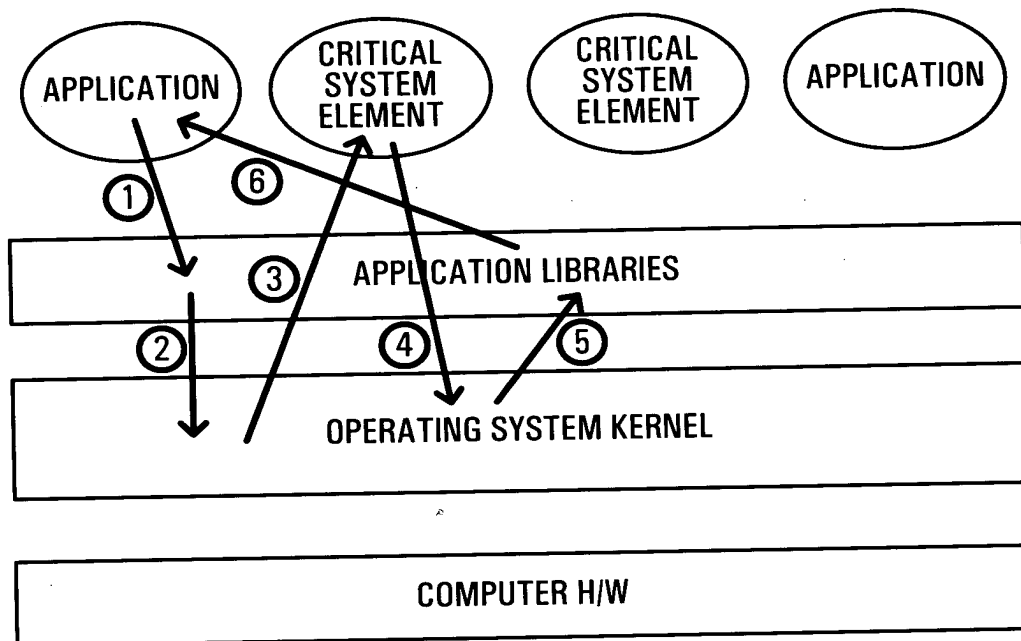 APPLICATION
CRITICAL
SYSTEM
ELEMENT
CRITICAL
SYSTEM
ELEMENT
APPLICATION
1
6
APPLICATION LIBRARIES
3
2
4
5
OPERATING SYSTEM KERNEL
COMPUTER H/W